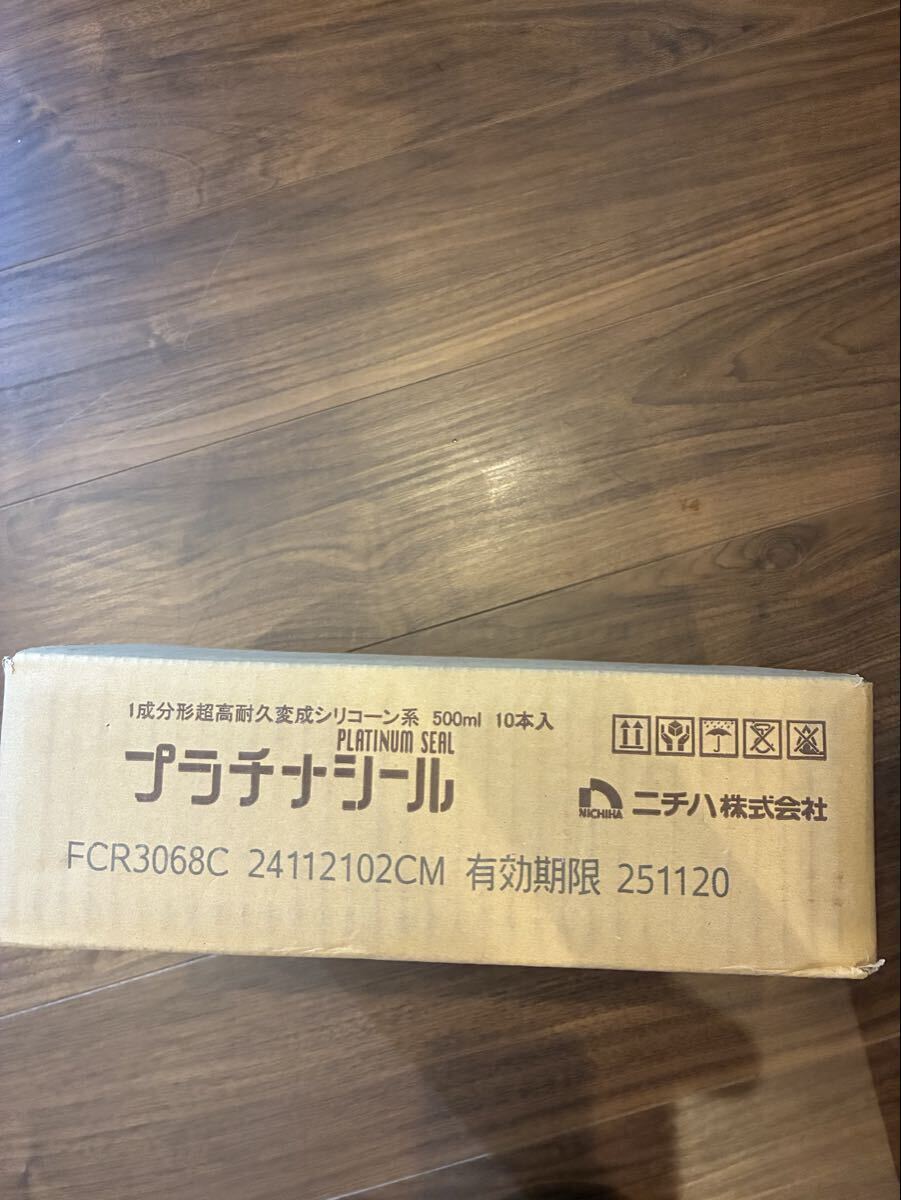 1成分形超高耐久変成シリコーン系 500ml 10本入
PLATINUM SEAL
プラチナシール
NICHIHA ニチハ株式会社
FCR3068C 24112102CM 有効期限 251120